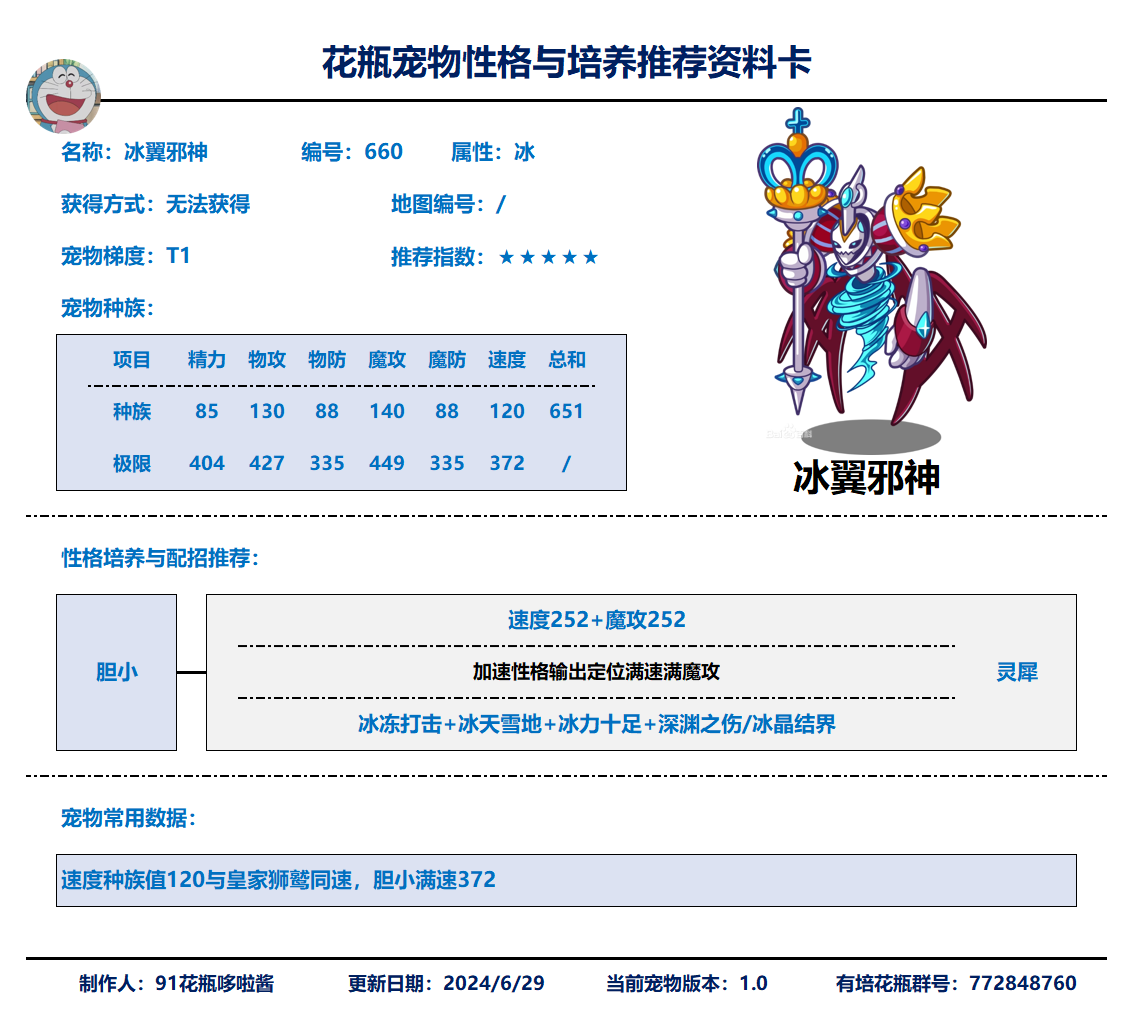 花瓶宠物性格与培养推荐资料卡
名称：冰翼邪神 编号：660 属性：冰
获得方式：无法获得 地图编号：/
宠物梯度：T1 推荐指数：★★★★★
宠物种族：
项目 精力 物攻 物防 魔攻 魔防 速度 总和
种族 85 130 88 140 88 120 651
极限 404 427 335 449 335 372 /
冰翼邪神
性格培养与配招推荐：
速度252+魔攻252
胆小 加速性格输出定位满速满魔攻 灵犀
冰冻打击+冰天雪地+冰力十足+深渊之伤/冰晶结界
宠物常用数据：
速度种族值120与皇家狮鹫同速，胆小满速372
制作人：91花瓶哆啦酱 更新日期：2024/6/29 当前宠物版本：1.0 有培花瓶群号：772848760